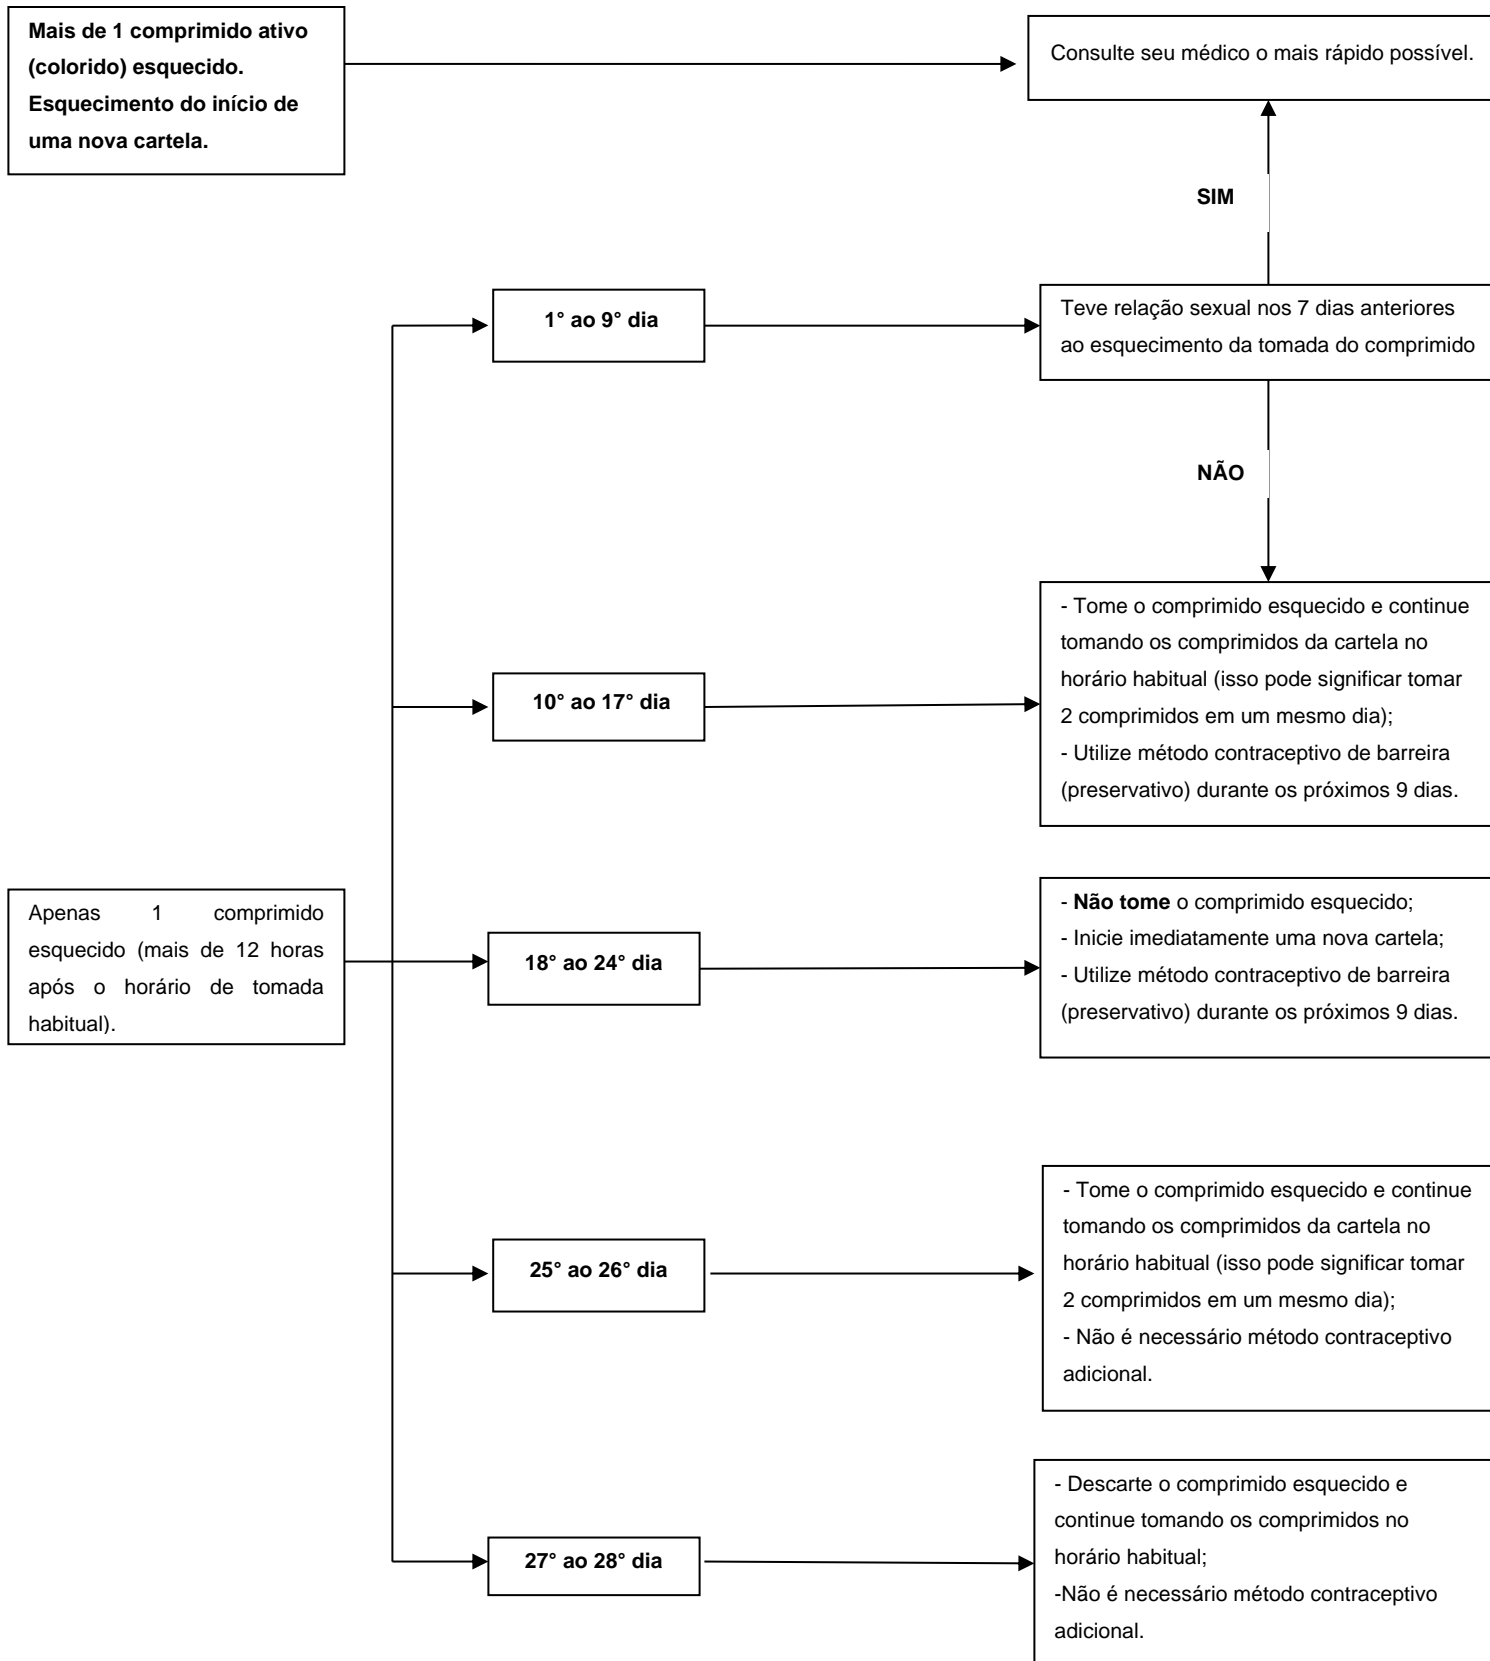 Mais de 1 comprimido ativo
(colorido) esquecido.
Esquecimento do início de
uma nova cartela.
Consulte seu médico o mais rápido possível.
SIM
1° ao 9° dia
Teve relação sexual nos 7 dias anteriores
ao esquecimento da tomada do comprimido
NÃO
10° ao 17° dia
- Tome o comprimido esquecido e continue
tomando os comprimidos da cartela no
horário habitual (isso pode significar tomar
2 comprimidos em um mesmo dia);
- Utilize método contraceptivo de barreira
(preservativo) durante os próximos 9 dias.
Apenas 1 comprimido
esquecido (mais de 12 horas
após o horário de tomada
habitual).
18° ao 24° dia
- Não tome o comprimido esquecido;
- Inicie imediatamente uma nova cartela;
- Utilize método contraceptivo de barreira
(preservativo) durante os próximos 9 dias.
25° ao 26° dia
- Tome o comprimido esquecido e continue
tomando os comprimidos da cartela no
horário habitual (isso pode significar tomar
2 comprimidos em um mesmo dia);
- Não é necessário método contraceptivo
adicional.
27° ao 28° dia
- Descarte o comprimido esquecido e
continue tomando os comprimidos no
horário habitual;
-Não é necessário método contraceptivo
adicional.